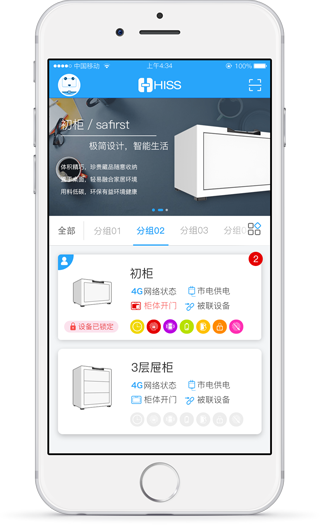 中国移动 上午4:34 100%
HISS
初柜 / safirst
极简设计，智能生活
体积精巧，珍贵藏品随意收纳
居家桌面，轻易融合家居环境
用料低碳，环保有益环境健康
全部 分组01 分组02 分组03 分组0
2
初柜
4G网络状态 市电供电
柜体开门 被联设备
设备已锁定
3层屉柜
4G网络状态 市电供电
柜体开门 被联设备